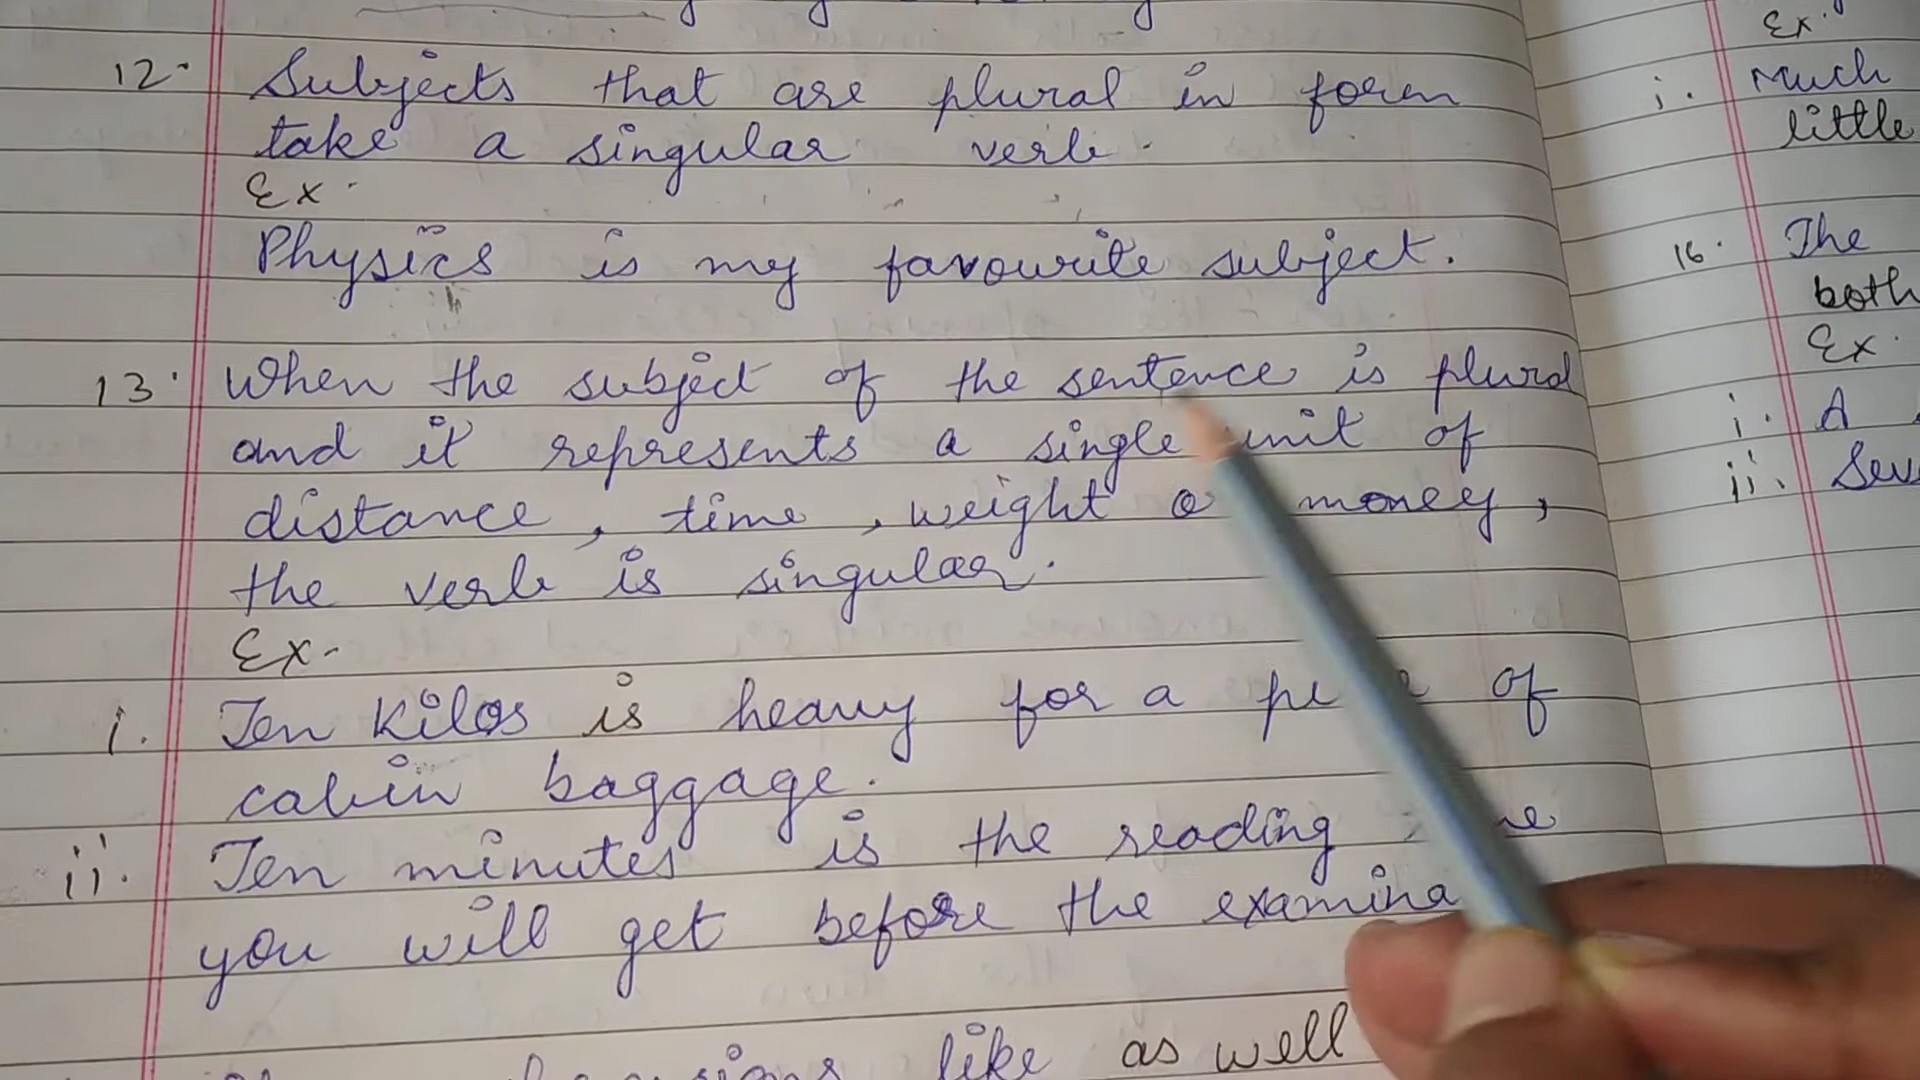 12. Subjects that are plural in form
take a singular verb.
Ex.
Physics is my favourite subject.
13. When the subject of the sentence is plural
and it represents a single unit of
distance, time, weight o money,
the verb is singular.
Ex-
i. Ten Kilos is heavy for a of
cabin baggage.
ii. Ten minutes is the reading
you will get before the examina
like as well
Ex.
i. Much
little
16. The
both
Ex.
i. A
ii. Sev